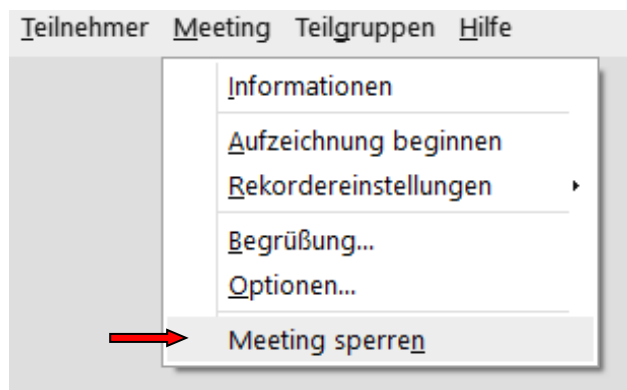 Teilnehmer Meeting Teilgruppen Hilfe
Informationen
Aufzeichnung beginnen
Rekordereinstellungen
Begrüßung...
Optionen...
Meeting sperren